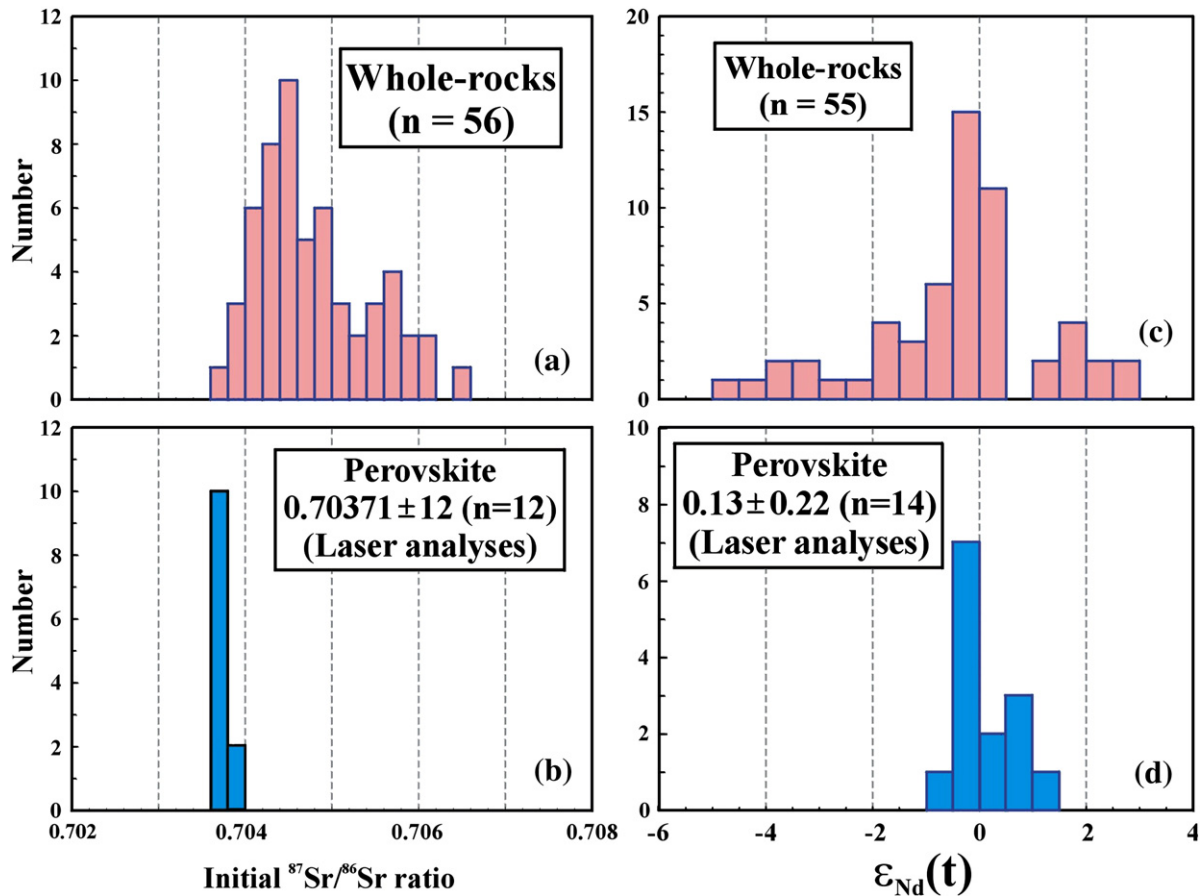 12
10
8
6
4
2
0
Number
Whole-rocks
(n = 56)
(a)
20
15
10
5
0
Whole-rocks
(n = 55)
(c)
12
10
8
6
4
2
0
Number
Perovskite
0.70371±12 (n=12)
(Laser analyses)
(b)
0.702 0.704 0.706 0.708
Initial ⁸⁷Sr/⁸⁶Sr ratio
10
8
6
4
2
0
Perovskite
0.13±0.22 (n=14)
(Laser analyses)
(d)
-6 -4 -2 0 2 4
εNd(t)